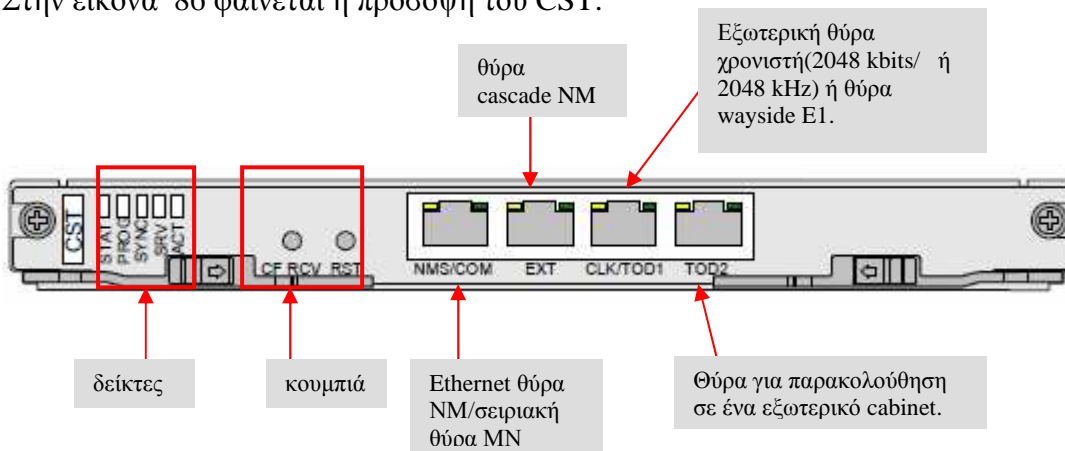 Στην εικόνα 86 φαίνεται η πρόσοψη του CST.
θύρα
cascade NM
Εξωτερική θύρα
χρονιστή(2048 kbits/ ή
2048 kHz) ή θύρα
wayside E1.
CST
STAT
PROG
SYNC
SRV
ACT
CF RCV RST
NMS/COM EXT CLK/TOD1 TOD2
δείκτες
κουμπιά
Ethernet θύρα
NM/σειριακή
θύρα MN
Θύρα για παρακολούθηση
σε ένα εξωτερικό cabinet.